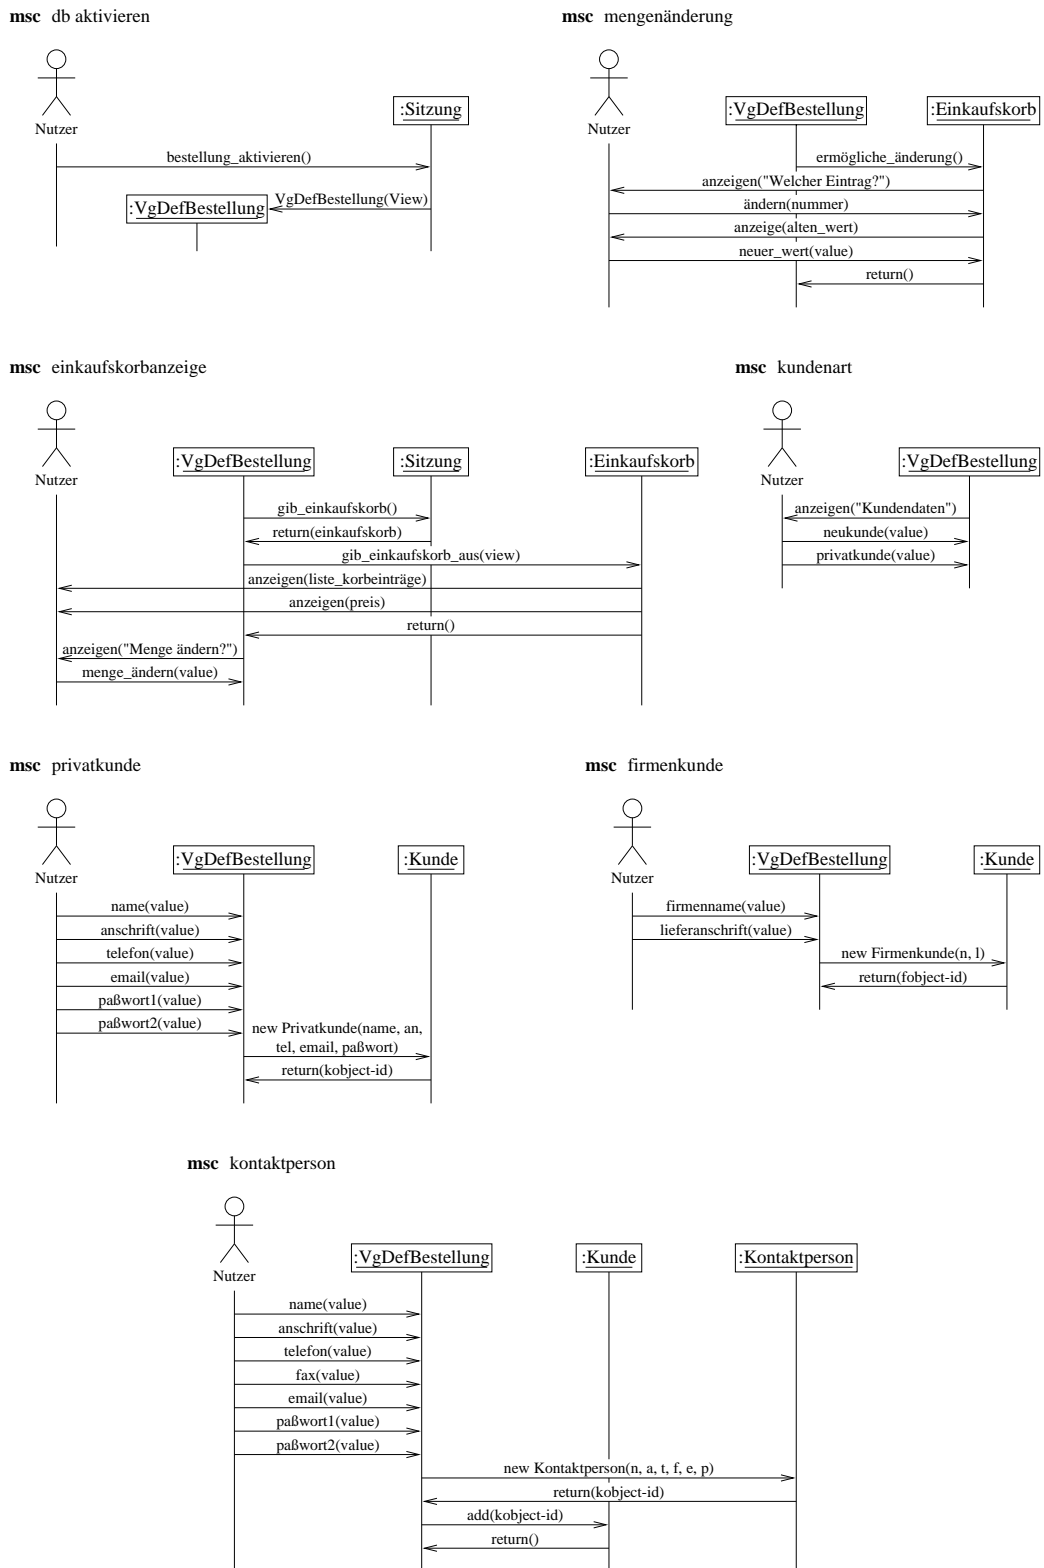 msc db aktivieren
Nutzer
:Sitzung
bestellung_aktivieren()
:VgDefBestellung
VgDefBestellung(View)
msc mengenänderung
Nutzer
:VgDefBestellung
:Einkaufskorb
ermögliche_änderung()
anzeigen("Welcher Eintrag?")
ändern(nummer)
anzeige(alten_wert)
neuer_wert(value)
return()
msc einkaufskorbanzeige
Nutzer
:VgDefBestellung
:Sitzung
:Einkaufskorb
gib_einkaufskorb()
return(einkaufskorb)
gib_einkaufskorb_aus(view)
anzeigen(liste_korbeinträge)
anzeigen(preis)
return()
anzeigen("Menge ändern?")
menge_ändern(value)
msc kundenart
Nutzer
:VgDefBestellung
anzeigen("Kundendaten")
neukunde(value)
privatkunde(value)
msc privatkunde
Nutzer
:VgDefBestellung
:Kunde
name(value)
anschrift(value)
telefon(value)
email(value)
paßwort1(value)
paßwort2(value)
new Privatkunde(name, an,
tel, email, paßwort)
return(kobject-id)
msc firmenkunde
Nutzer
:VgDefBestellung
:Kunde
firmenname(value)
lieferanschrift(value)
new Firmenkunde(n, l)
return(fobject-id)
msc kontaktperson
Nutzer
:VgDefBestellung
:Kunde
:Kontaktperson
name(value)
anschrift(value)
telefon(value)
fax(value)
email(value)
paßwort1(value)
paßwort2(value)
new Kontaktperson(n, a, t, f, e, p)
return(kobject-id)
add(kobject-id)
return()